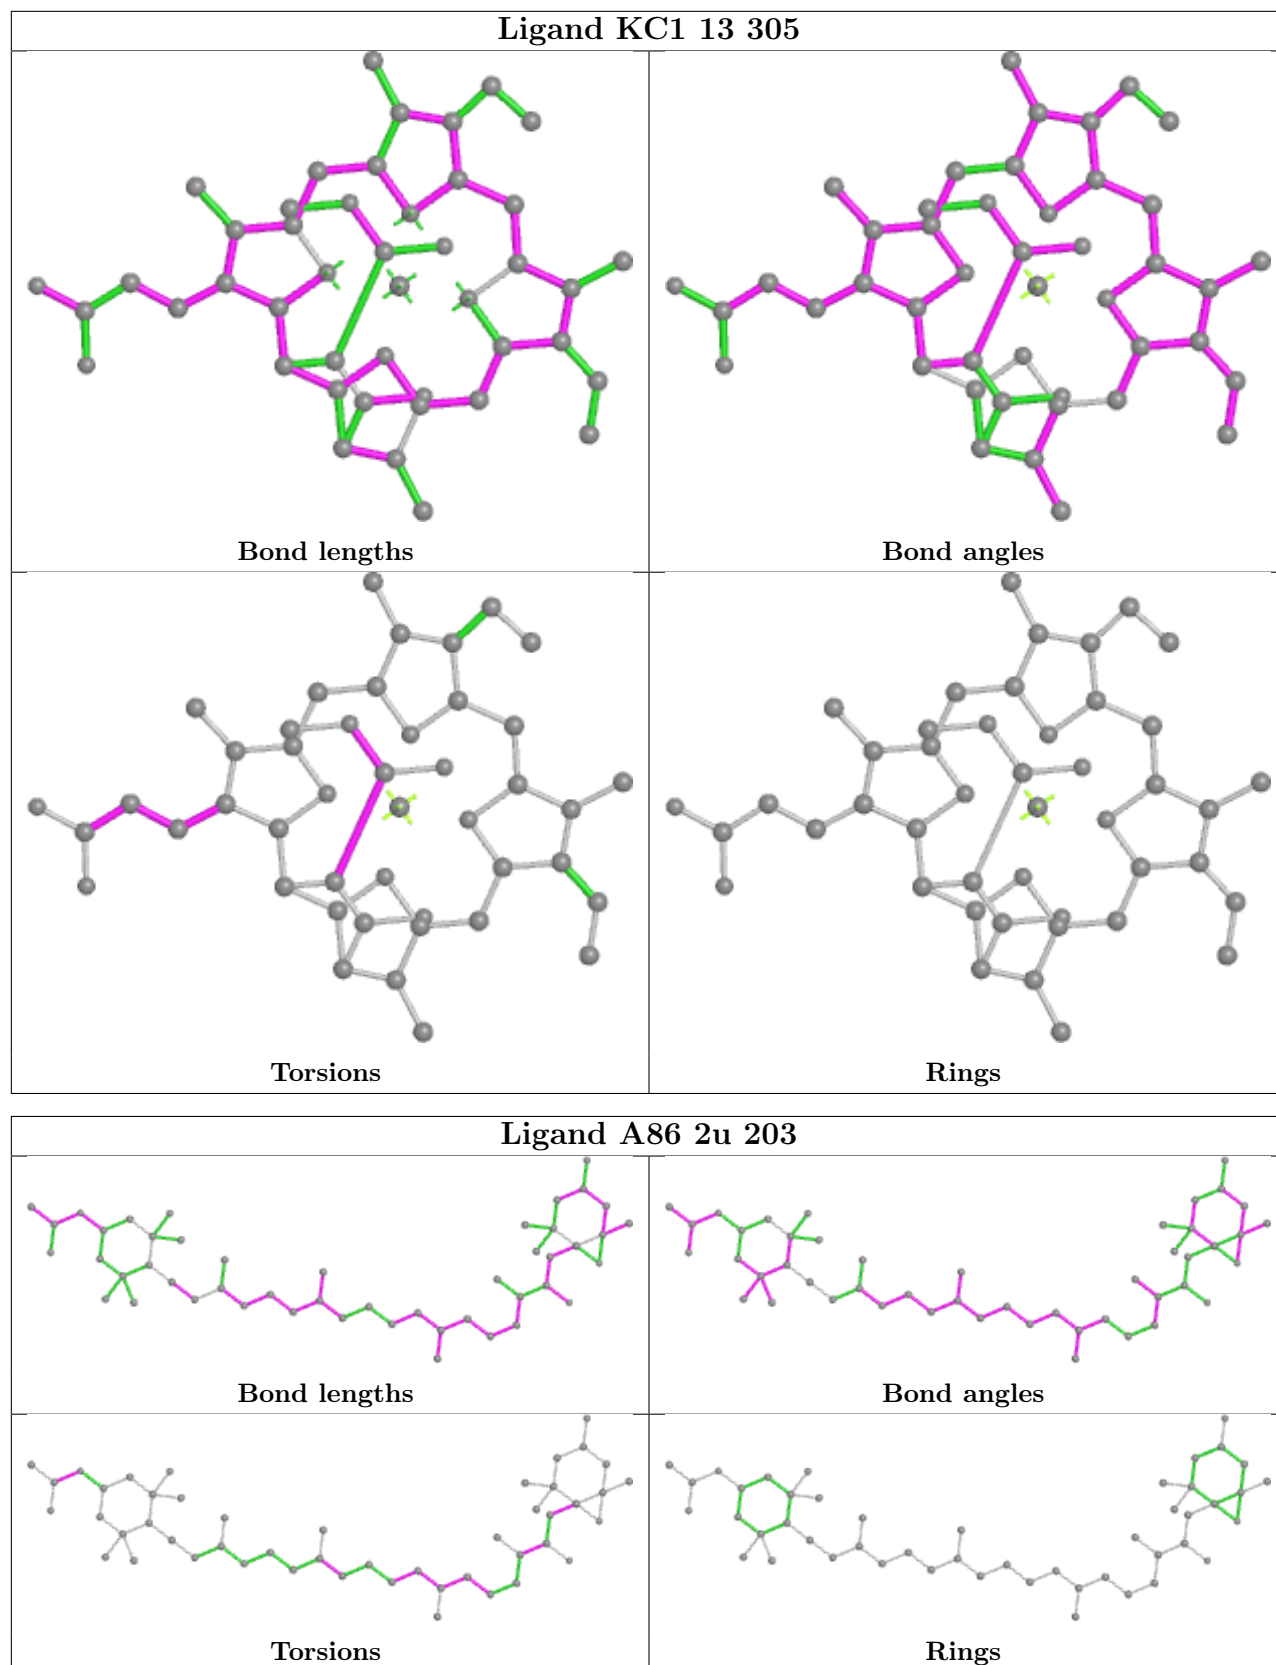 Ligand KC1 13 305
Bond lengths
Bond angles
Torsions
Rings
Ligand A86 2u 203
Bond lengths
Bond angles
Torsions
Rings